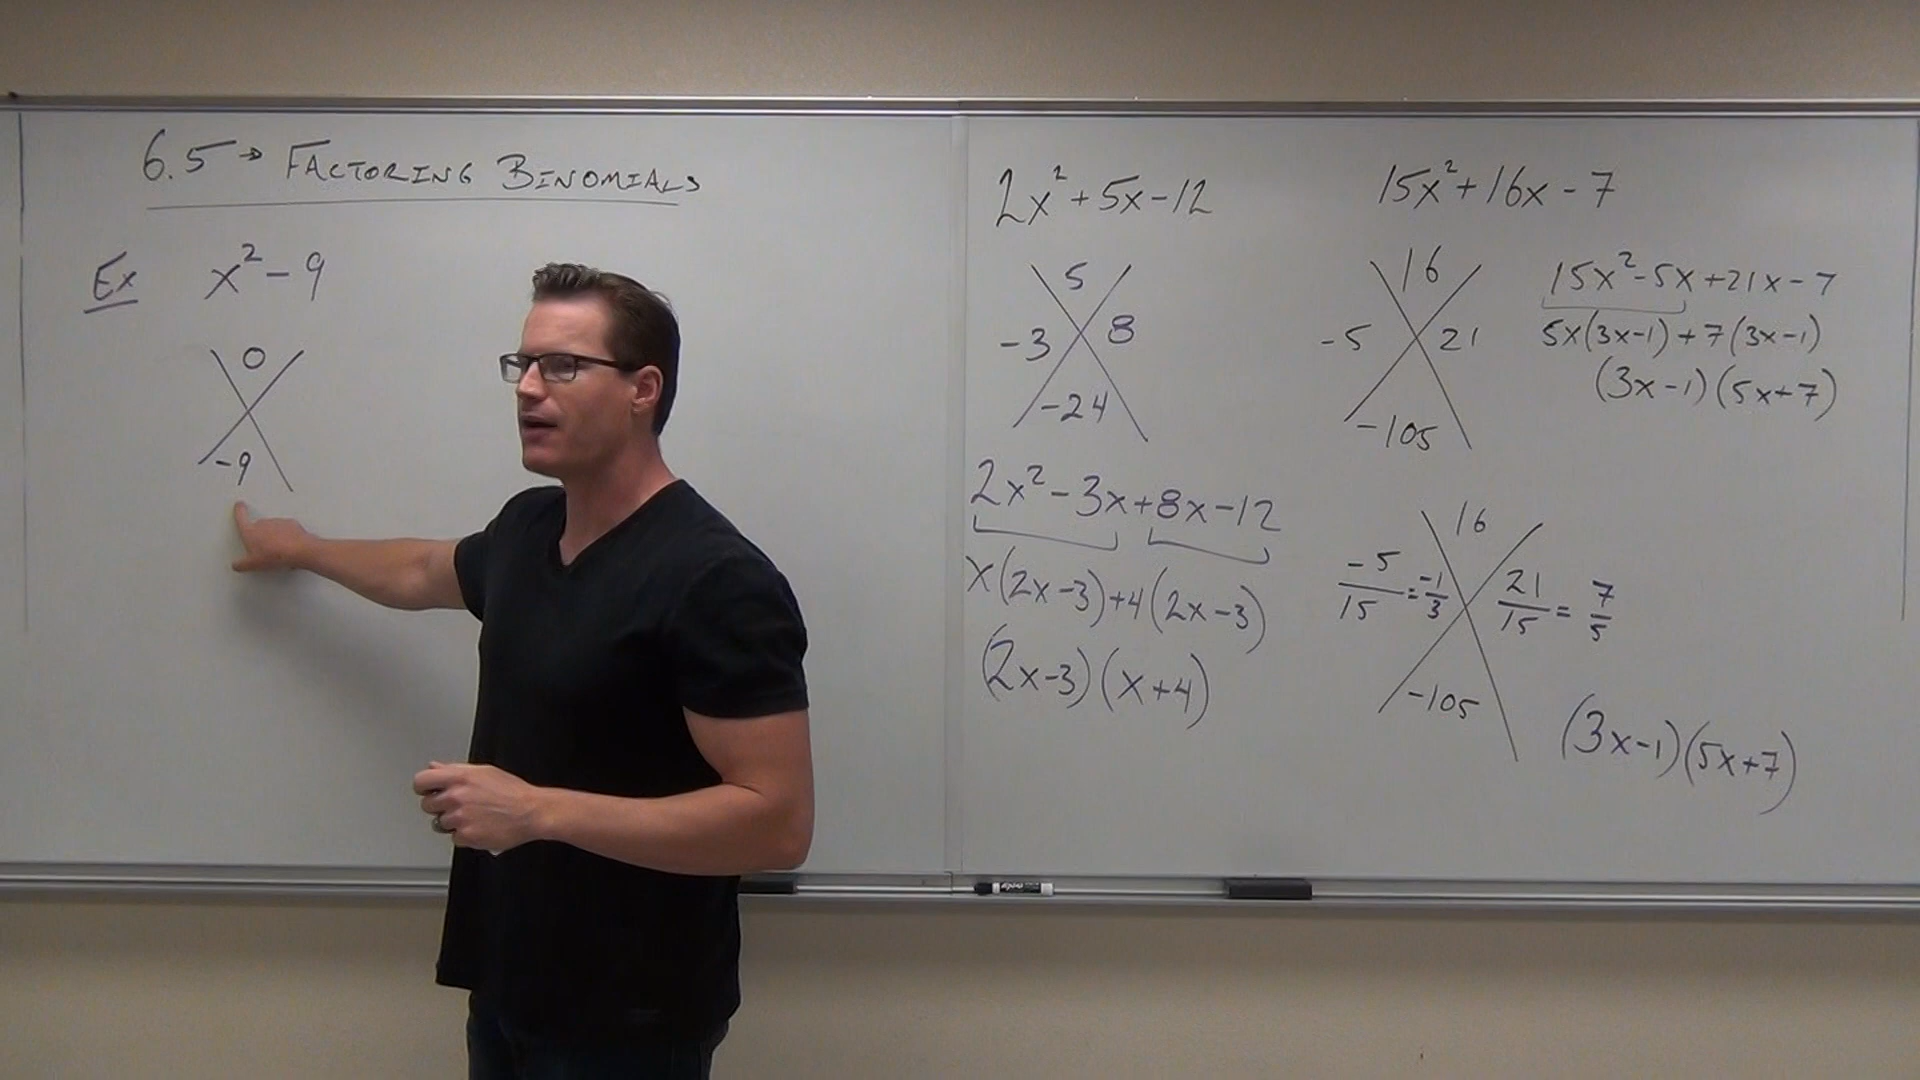 6.5 → FACTORING BINOMIALS
Ex x² - 9
0
-9
2x² + 5x - 12
5
-3 8
-24
2x² - 3x + 8x - 12
x(2x - 3) + 4(2x - 3)
(2x - 3)(x + 4)
15x² + 16x - 7
16
-5 21
-105
15x² - 5x + 21x - 7
5x(3x - 1) + 7(3x - 1)
(3x - 1)(5x + 7)
16
-5/15 = -1/3 21/15 = 7/5
-105
(3x - 1)(5x + 7)
EXPO